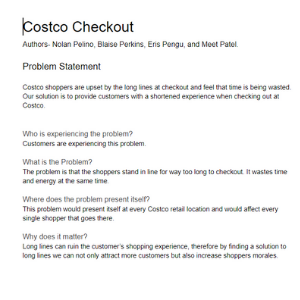 Costco Checkout
Authors- Nolan Pelino, Blaise Perkins, Eris Pengu, and Meet Patel.
Problem Statement
Costco shoppers are upset by the long lines at checkout and feel that time is being wasted.
Our solution is to provide customers with a shortened experience when checking out at
Costco.
Who is experiencing the problem?
Customers are experiencing this problem.
What is the Problem?
The problem is that the shoppers stand in line for way too long to checkout. It wastes time
and energy at the same time.
Where does the problem present itself?
This problem would present itself at every Costco retail location and would affect every
single shopper that goes there.
Why does it matter?
Long lines can ruin the customer's shopping experience, therefore by finding a solution to
long lines we can not only attract more customers but also increase shoppers morales.